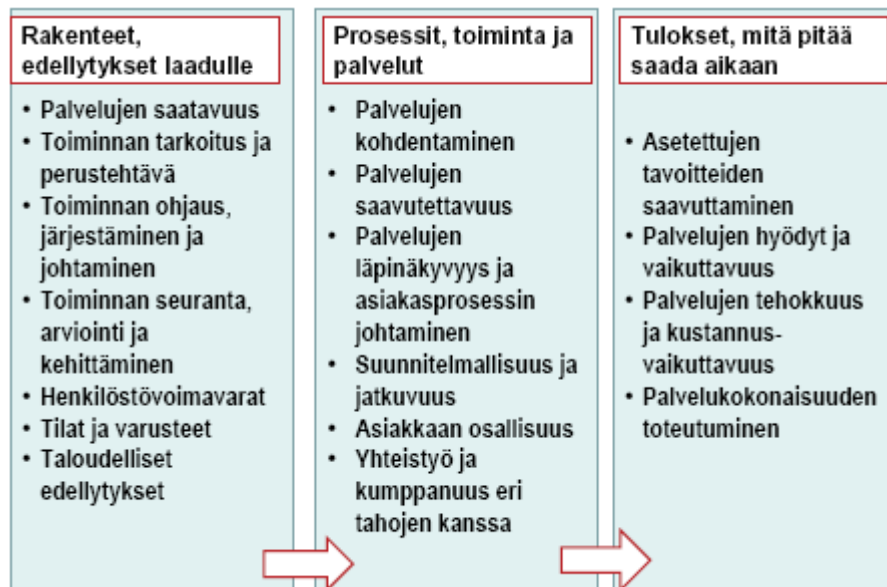 Rakenteet,
edellytykset laadulle
• Palvelujen saatavuus
• Toiminnan tarkoitus ja
perustehtävä
• Toiminnan ohjaus,
järjestäminen ja
johtaminen
• Toiminnan seuranta,
arviointi ja
kehittäminen
• Henkilöstövoimavarat
• Tilat ja varusteet
• Taloudelliset
edellytykset
Prosessit, toiminta ja
palvelut
• Palvelujen
kohdentaminen
• Palvelujen
saavutettavuus
• Palvelujen
läpinäkyvyys ja
asiakasprosessin
johtaminen
• Suunnitelmallisuus ja
jatkuvuus
• Asiakkaan osallisuus
• Yhteistyö ja
kumppanuus eri
tahojen kanssa
Tulokset, mitä pitää
saada aikaan
• Asetettujen
tavoitteiden
saavuttaminen
• Palvelujen hyödyt ja
vaikuttavuus
• Palvelujen tehokkuus
ja kustannus-
vaikuttavuus
• Palvelukokonaisuuden
toteutuminen